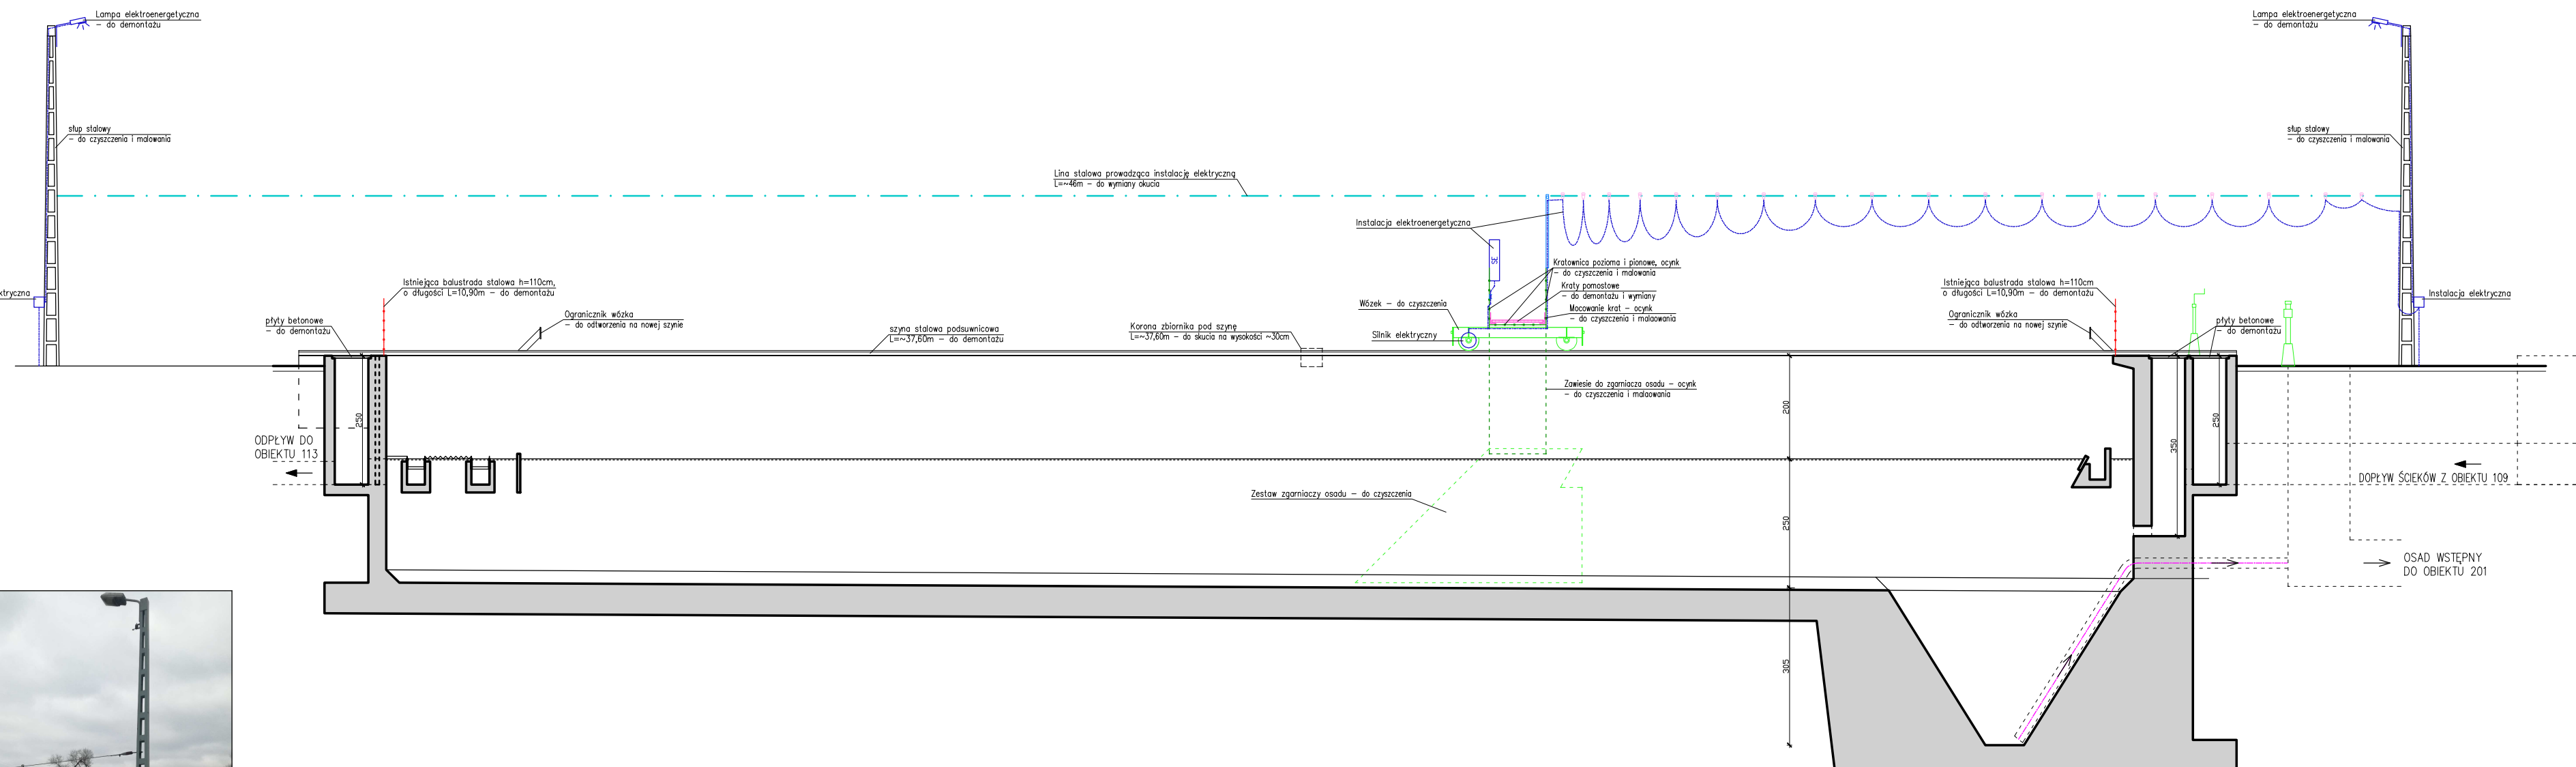 Lampa elektroenergetyczna
– do demontażu
Lampa elektroenergetyczna
– do demontażu
słup stalowy
– do czyszczenia i malowania
słup stalowy
– do czyszczenia i malowania
Lina stalowa prowadząca instalację elektryczną
L=~46m – do wymiany okucia
Instalacja elektroenergetyczna
SE
Kratownica pozioma i pionowe, ocynk
– do czyszczenia i malowania
Kraty pomostowe
– do demontażu i wymiany
Mocowanie krat – ocynk
– do czyszczenia i malaowania
Wózek – do czyszczenia
Silnik elektryczny
Istniejąca balustrada stalowa h=110cm,
o długości L=10,90m – do demontażu
Istniejąca balustrada stalowa h=110cm
o długości L=10,90m – do demontażu
Instalacja elektryczna
płyty betonowe
– do demontażu
Ogranicznik wózka
– do odtworzenia na nowej szynie
szyna stalowa podsuwnicowa
L=~37,60m – do demontażu
Korona zbiornika pod szynę
L=~37,60m – do skucia na wysokości ~30cm
Ogranicznik wózka
– do odtworzenia na nowej szynie
płyty betonowe
– do demontażu
Zawiesie do zgarniacza osadu – ocynk
– do czyszczenia i malaowania
250
200
350
250
ODPŁYW DO
OBIEKTU 113
DOPŁYW ŚCIEKÓW Z OBIEKTU 109
Zestaw zgarniaczy osadu – do czyszczenia
250
OSAD WSTĘPNY
DO OBIEKTU 201
305